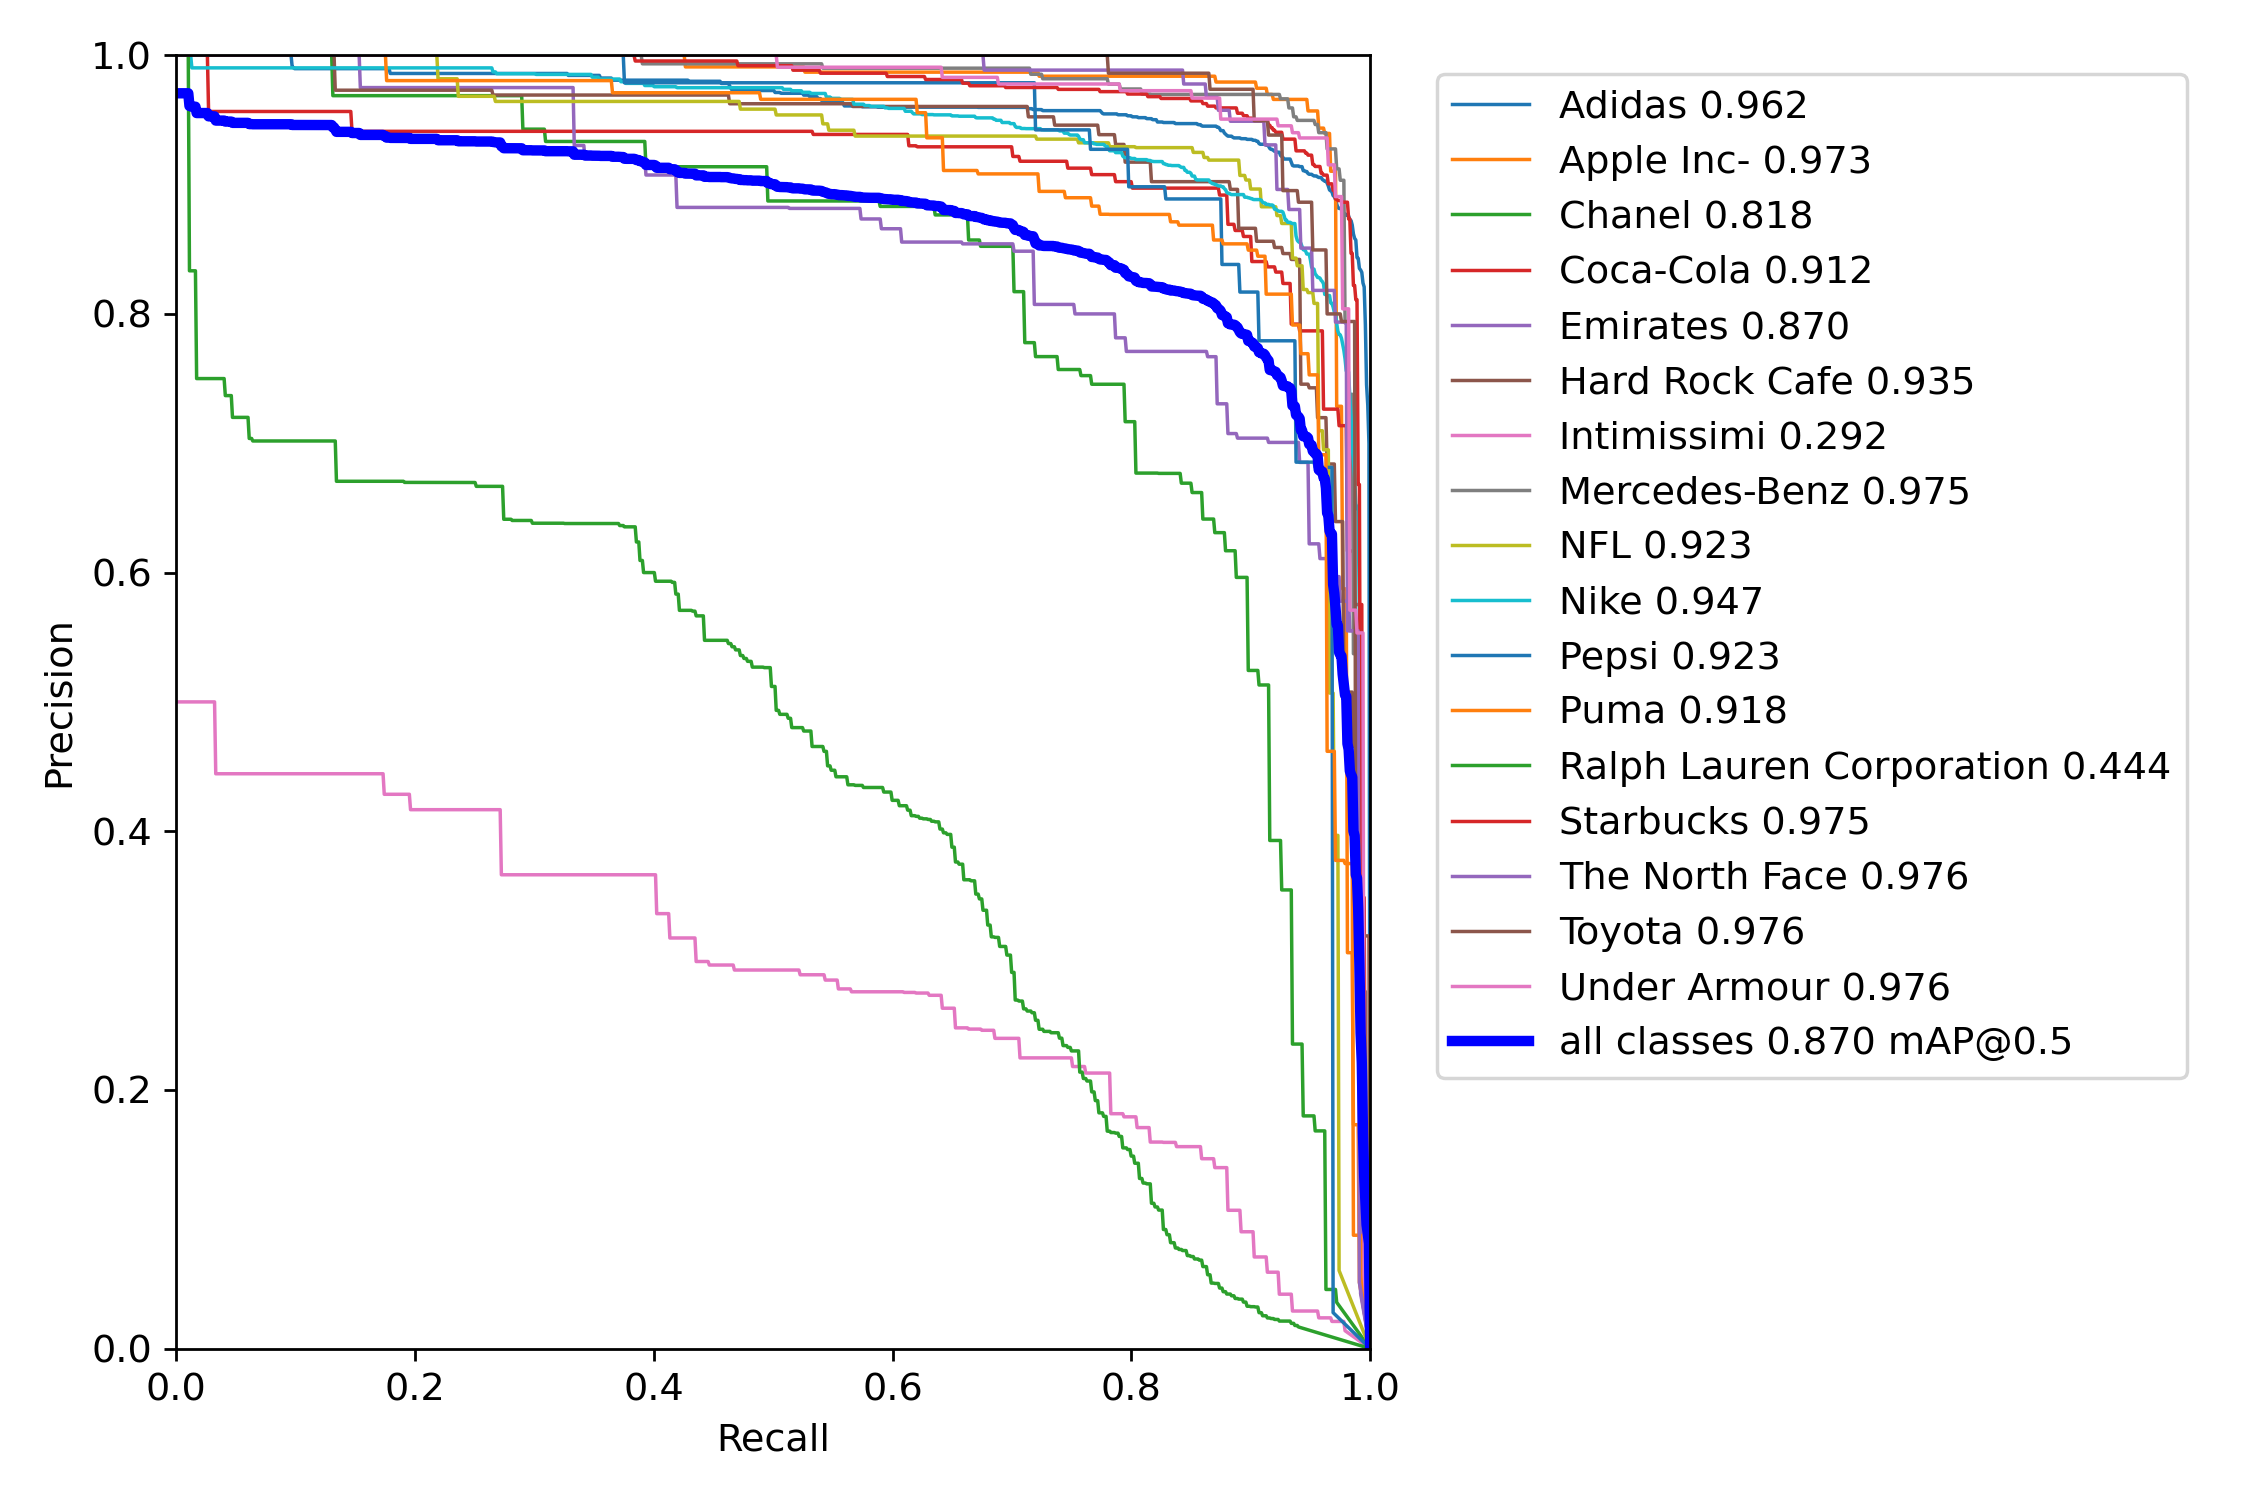 1.0
0.8
0.6
0.4
0.2
0.0
0.0 0.2 0.4 0.6 0.8 1.0
Precision
Recall
Adidas 0.962
Apple Inc- 0.973
Chanel 0.818
Coca-Cola 0.912
Emirates 0.870
Hard Rock Cafe 0.935
Intimissimi 0.292
Mercedes-Benz 0.975
NFL 0.923
Nike 0.947
Pepsi 0.923
Puma 0.918
Ralph Lauren Corporation 0.444
Starbucks 0.975
The North Face 0.976
Toyota 0.976
Under Armour 0.976
all classes 0.870 mAP@0.5